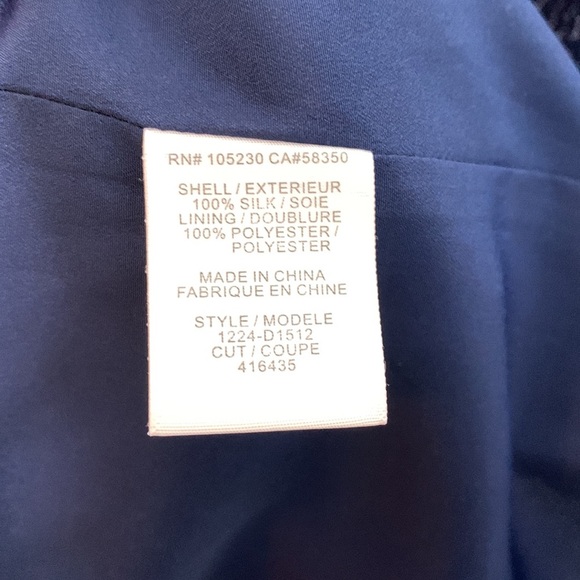 RN# 105230 CA#58350
SHELL / EXTERIEUR
100% SILK / SOIE
LINING / DOUBLURE
100% POLYESTER /
POLYESTER
MADE IN CHINA
FABRIQUE EN CHINE
STYLE / MODELE
1224-D1512
CUT / COUPE
416435